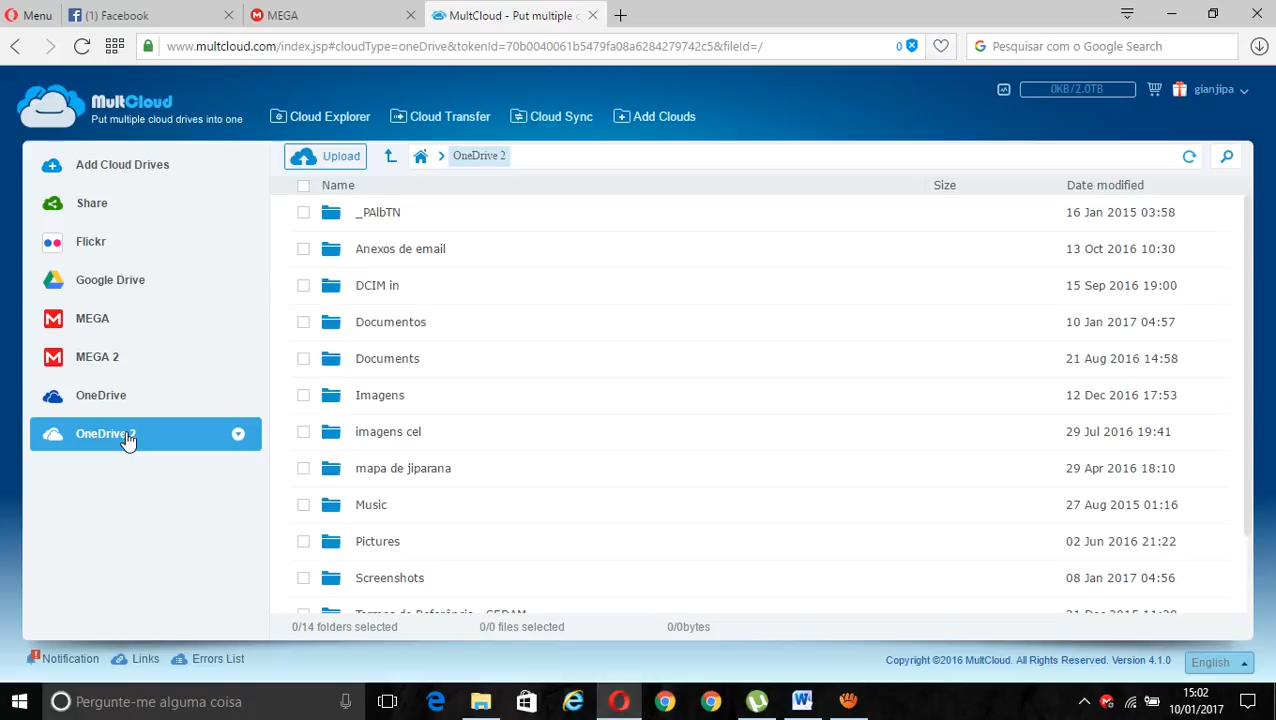 Menu
(1) Facebook
MEGA
MultCloud - Put multiple c
www.multcloud.com/index.jsp#cloudType=oneDrive&tokenId=70b0040061b5479fa08a6284279742c5&fileId=/
0
Pesquisar com o Google Search
MultCloud
Put multiple cloud drives into one
Cloud Explorer
Cloud Transfer
Cloud Sync
Add Clouds
0KB/2.0TB
gianjipa
Add Cloud Drives
Share
Flickr
Google Drive
MEGA
MEGA 2
OneDrive
OneDrive 2
Upload
OneDrive 2
Name Size Date modified
_PAlbTN 16 Jan 2015 03:58
Anexos de email 13 Oct 2016 10:30
DCIM in 15 Sep 2016 19:00
Documentos 10 Jan 2017 04:57
Documents 21 Aug 2016 14:58
Imagens 12 Dec 2016 17:53
imagens cel 29 Jul 2016 19:41
mapa de jiparana 29 Apr 2016 18:10
Music 27 Aug 2015 01:16
Pictures 02 Jun 2016 21:22
Screenshots 08 Jan 2017 04:56
0/14 folders selected 0/0 files selected 0/0bytes
Notification Links Errors List
Copyright ©2016 MultCloud. All Rights Reserved. Version 4.1.0
English
Pergunte-me alguma coisa
15:02
10/01/2017